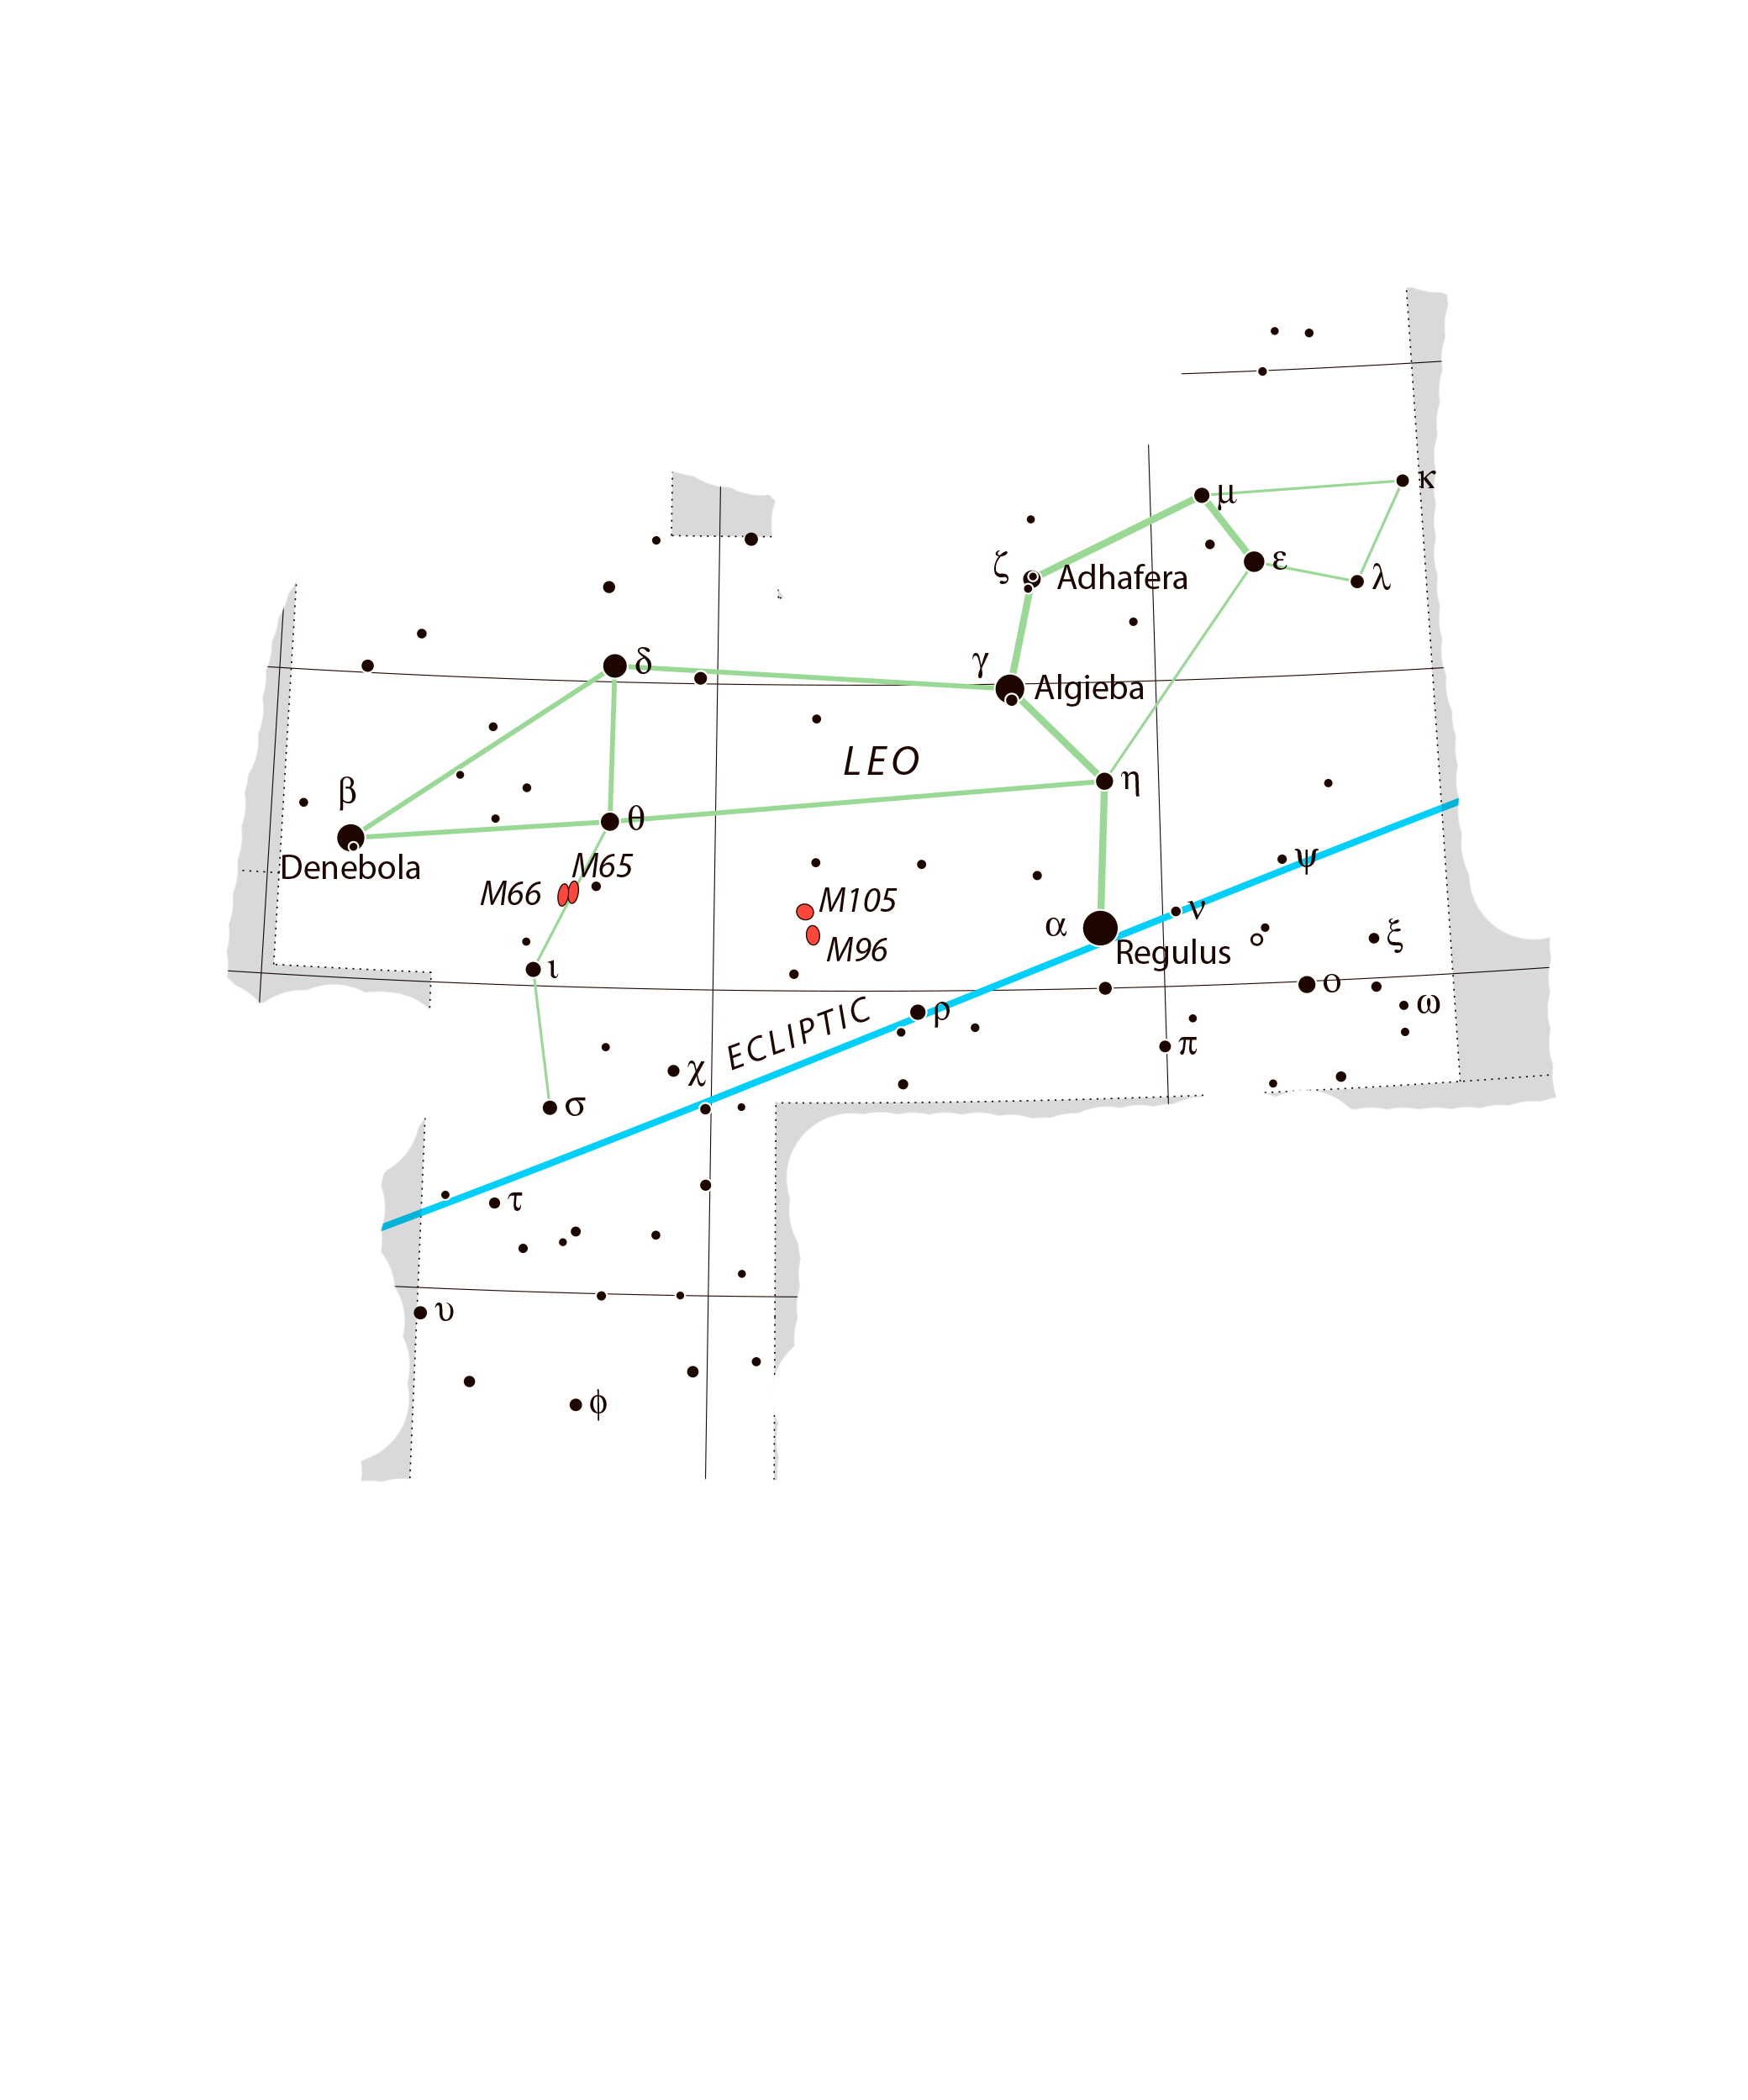 κ
μ
ε
ζ
Adhafera
λ
δ
γ
Algieba
LEO
η
β
θ
Denebola
M65
M66
ψ
M105
ν
α
Regulus
ξ
M96
ι
ο
ω
ρ
ECLIPTIC
π
χ
σ
τ
υ
ϕ